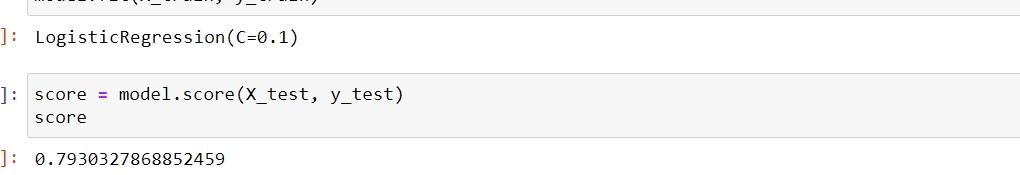 ]: LogisticRegression(C=0.1)
]: score = model.score(X_test, y_test)
score
]: 0.7930327868852459